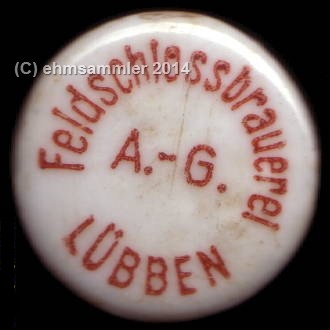 (C) ehmsammler 2014
Feldschlossbrauerei
A.-G.
LÜBBEN